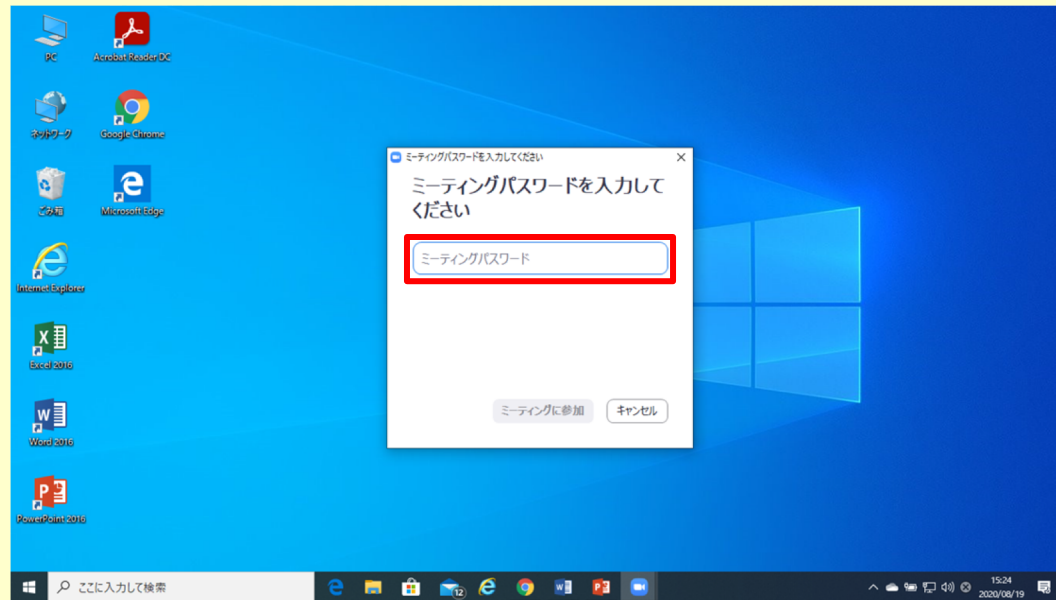 PC
Acrobat Reader DC
ネットワーク
Google Chrome
ごみ箱
Microsoft Edge
Internet Explorer
Excel 2016
Word 2016
PowerPoint 2016
ミーティングパスワードを入力してください
ミーティングパスワードを入力して
ください
ミーティングパスワード
ミーティングに参加
キャンセル
ここに入力して検索
12
15:24
2020/08/19